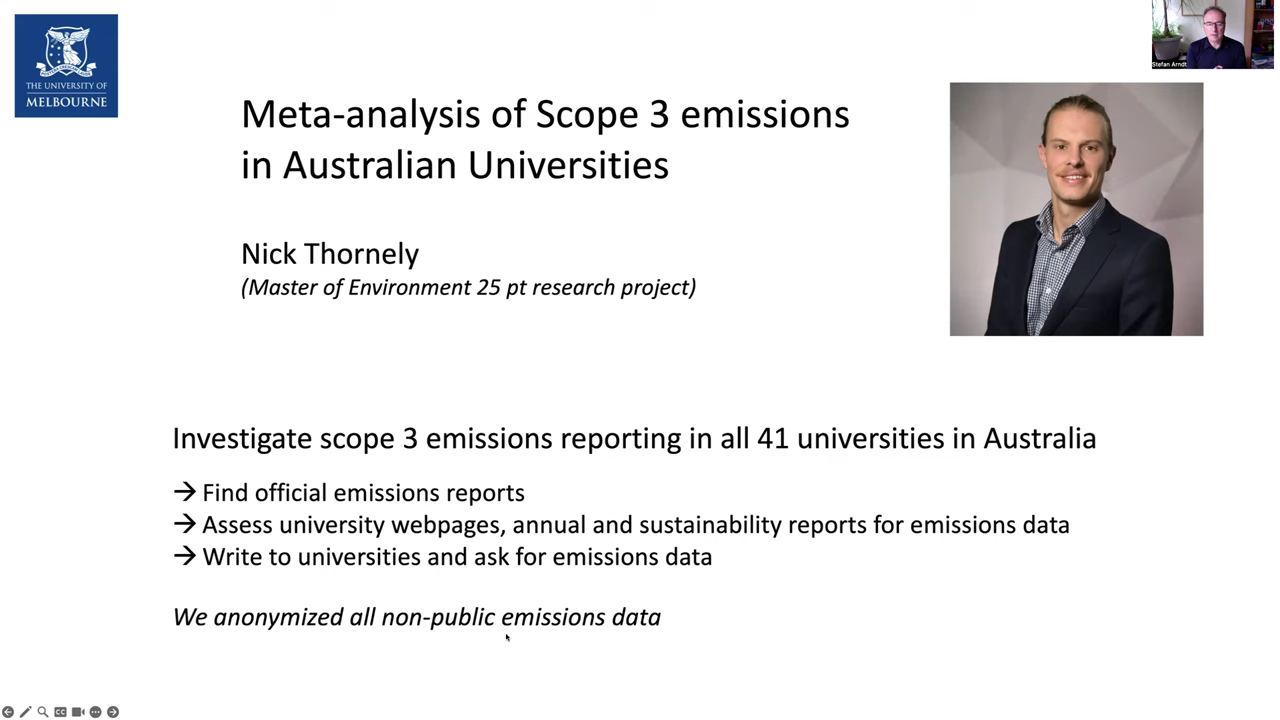 THE UNIVERSITY OF
MELBOURNE
Stefan Arndt
Meta-analysis of Scope 3 emissions
in Australian Universities
Nick Thornely
(Master of Environment 25 pt research project)
Investigate scope 3 emissions reporting in all 41 universities in Australia
→ Find official emissions reports
→ Assess university webpages, annual and sustainability reports for emissions data
→ Write to universities and ask for emissions data
We anonymized all non-public emissions data